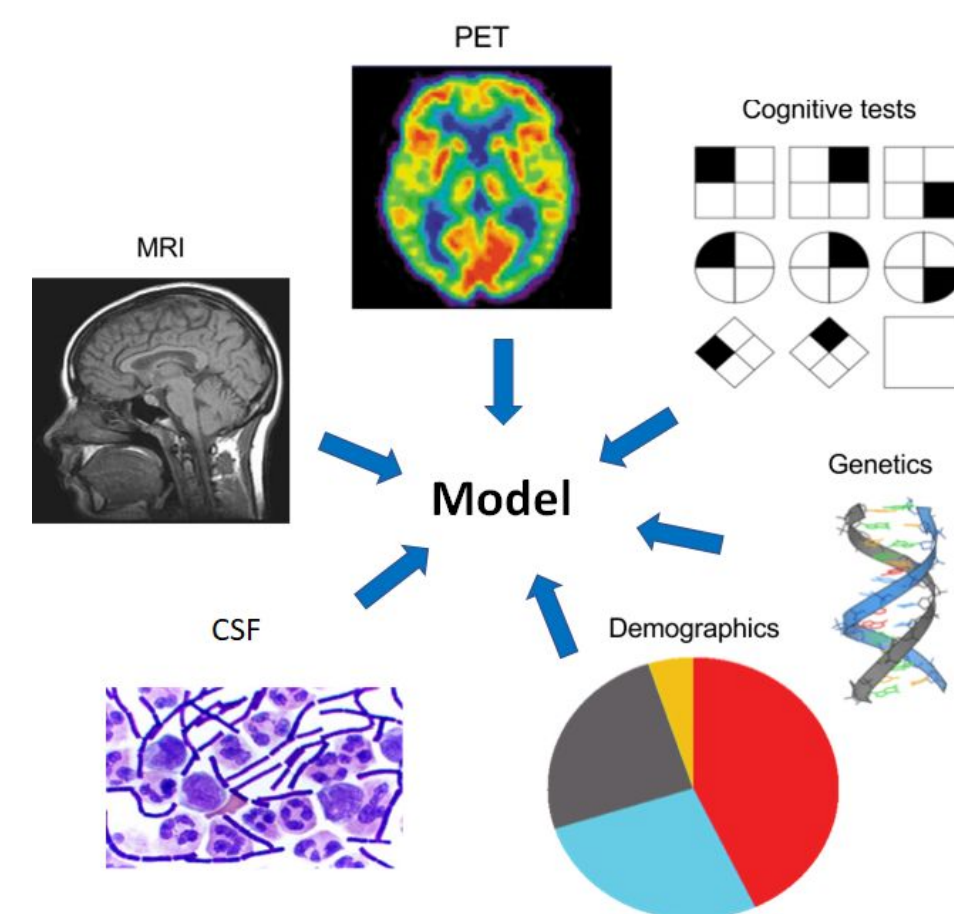 PET
Cognitive tests
MRI
Model
Genetics
CSF
Demographics